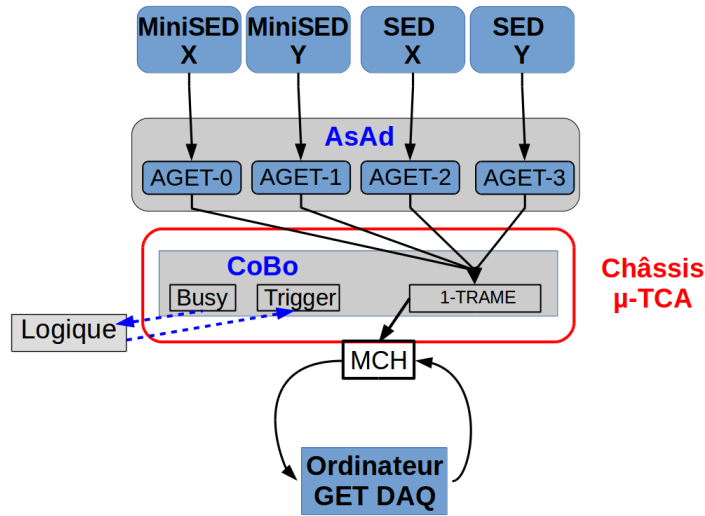 MiniSED
X
MiniSED
Y
SED
X
SED
Y
AsAd
AGET-0
AGET-1
AGET-2
AGET-3
CoBo
Châssis
µ-TCA
Busy
Trigger
1-TRAME
Logique
MCH
Ordinateur
GET DAQ